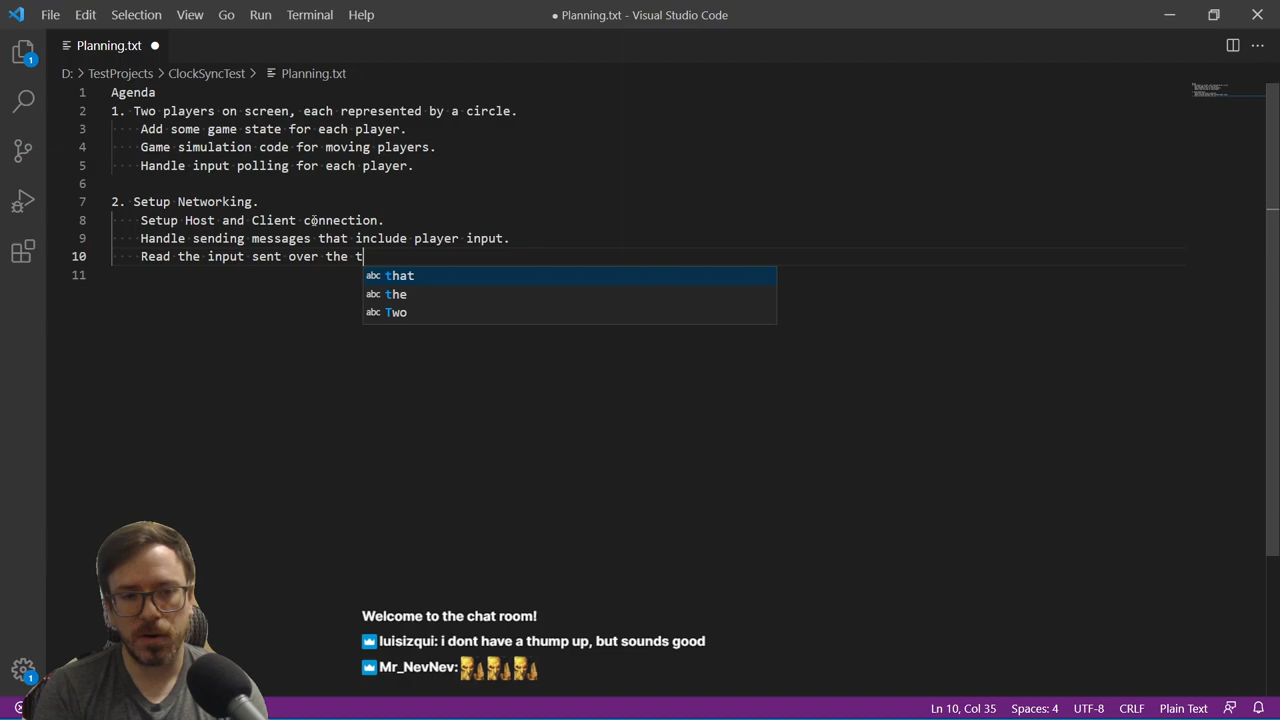 File Edit Selection View Go Run Terminal Help ● Planning.txt - Visual Studio Code
Planning.txt ●
D: > TestProjects > ClockSyncTest > Planning.txt
1 Agenda
2 1. Two players on screen, each represented by a circle.
3 Add some game state for each player.
4 Game simulation code for moving players.
5 Handle input polling for each player.
6
7 2. Setup Networking.
8 Setup Host and Client connection.
9 Handle sending messages that include player input.
10 Read the input sent over the t
11
abc that
abc the
abc Two
1
Welcome to the chat room!
luisizqui: i dont have a thump up, but sounds good
Mr_NevNev:
1
Ln 10, Col 35 Spaces: 4 UTF-8 CRLF Plain Text